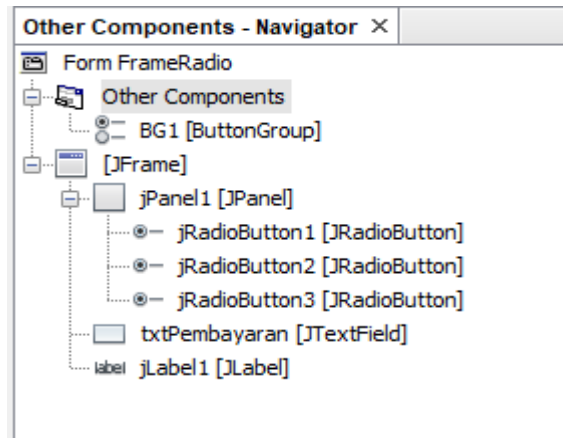 Other Components - Navigator ×
Form FrameRadio
Other Components
BG1 [ButtonGroup]
[JFrame]
jPanel1 [JPanel]
jRadioButton1 [JRadioButton]
jRadioButton2 [JRadioButton]
jRadioButton3 [JRadioButton]
txtPembayaran [JTextField]
label jLabel1 [JLabel]